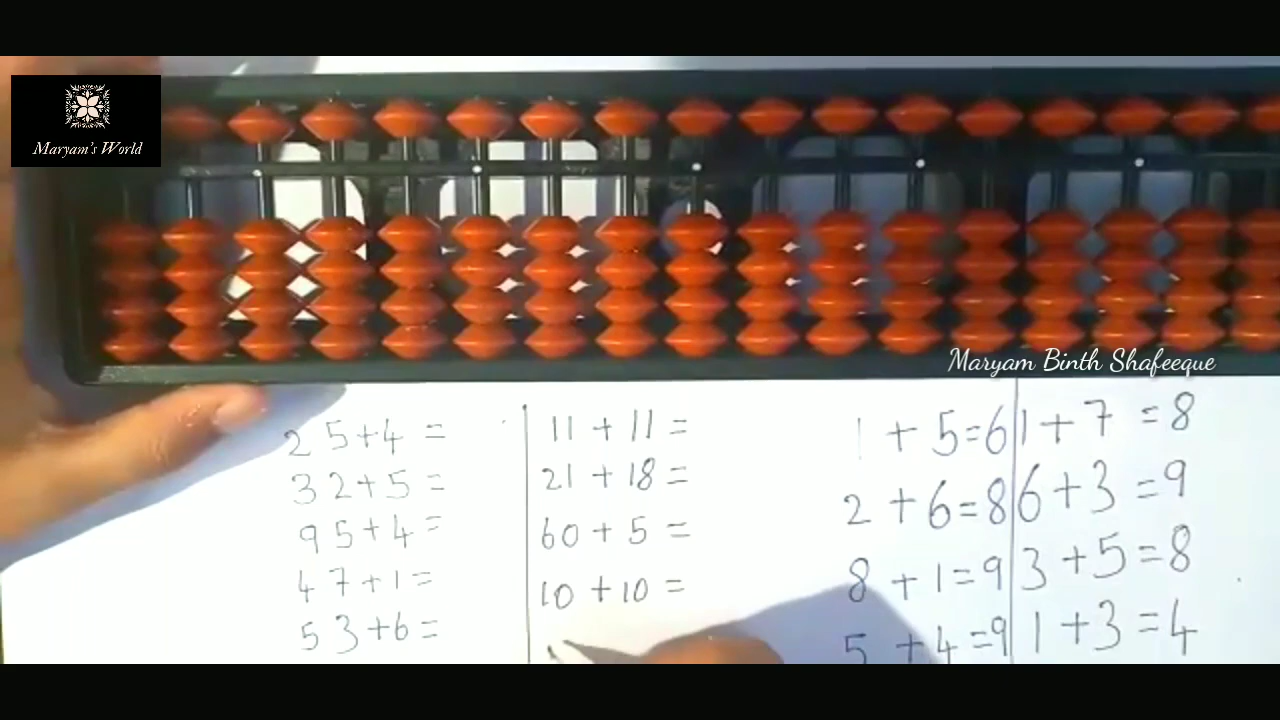 Maryam's World
Maryam Binth Shafeeque
25+4 =
32+5 =
95+4 =
47+1 =
53+6 =
11 + 11 =
21 + 18 =
60 + 5 =
10 + 10 =
1 + 5=6
2 + 6=8
8 + 1=9
5 + 4=9
1 + 7 = 8
6+3 =9
3 +5=8
1 +3=4